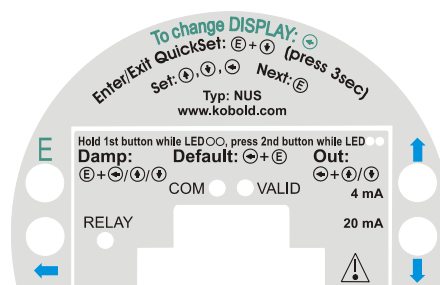 To change DISPLAY: ⬅
Enter/Exit QuickSet: Ⓔ+⬇ (press 3sec)
Set: ⬆,⬇,⬅ Next: Ⓔ
Typ: NUS
www.kobold.com
Hold 1st button while LED○○, press 2nd button while LED●●
E
Damp: Default: ⬅+Ⓔ Out:
Ⓔ+⬅/⬆/⬇ ⬅+⬆/⬇
COM VALID 4 mA
RELAY 20 mA